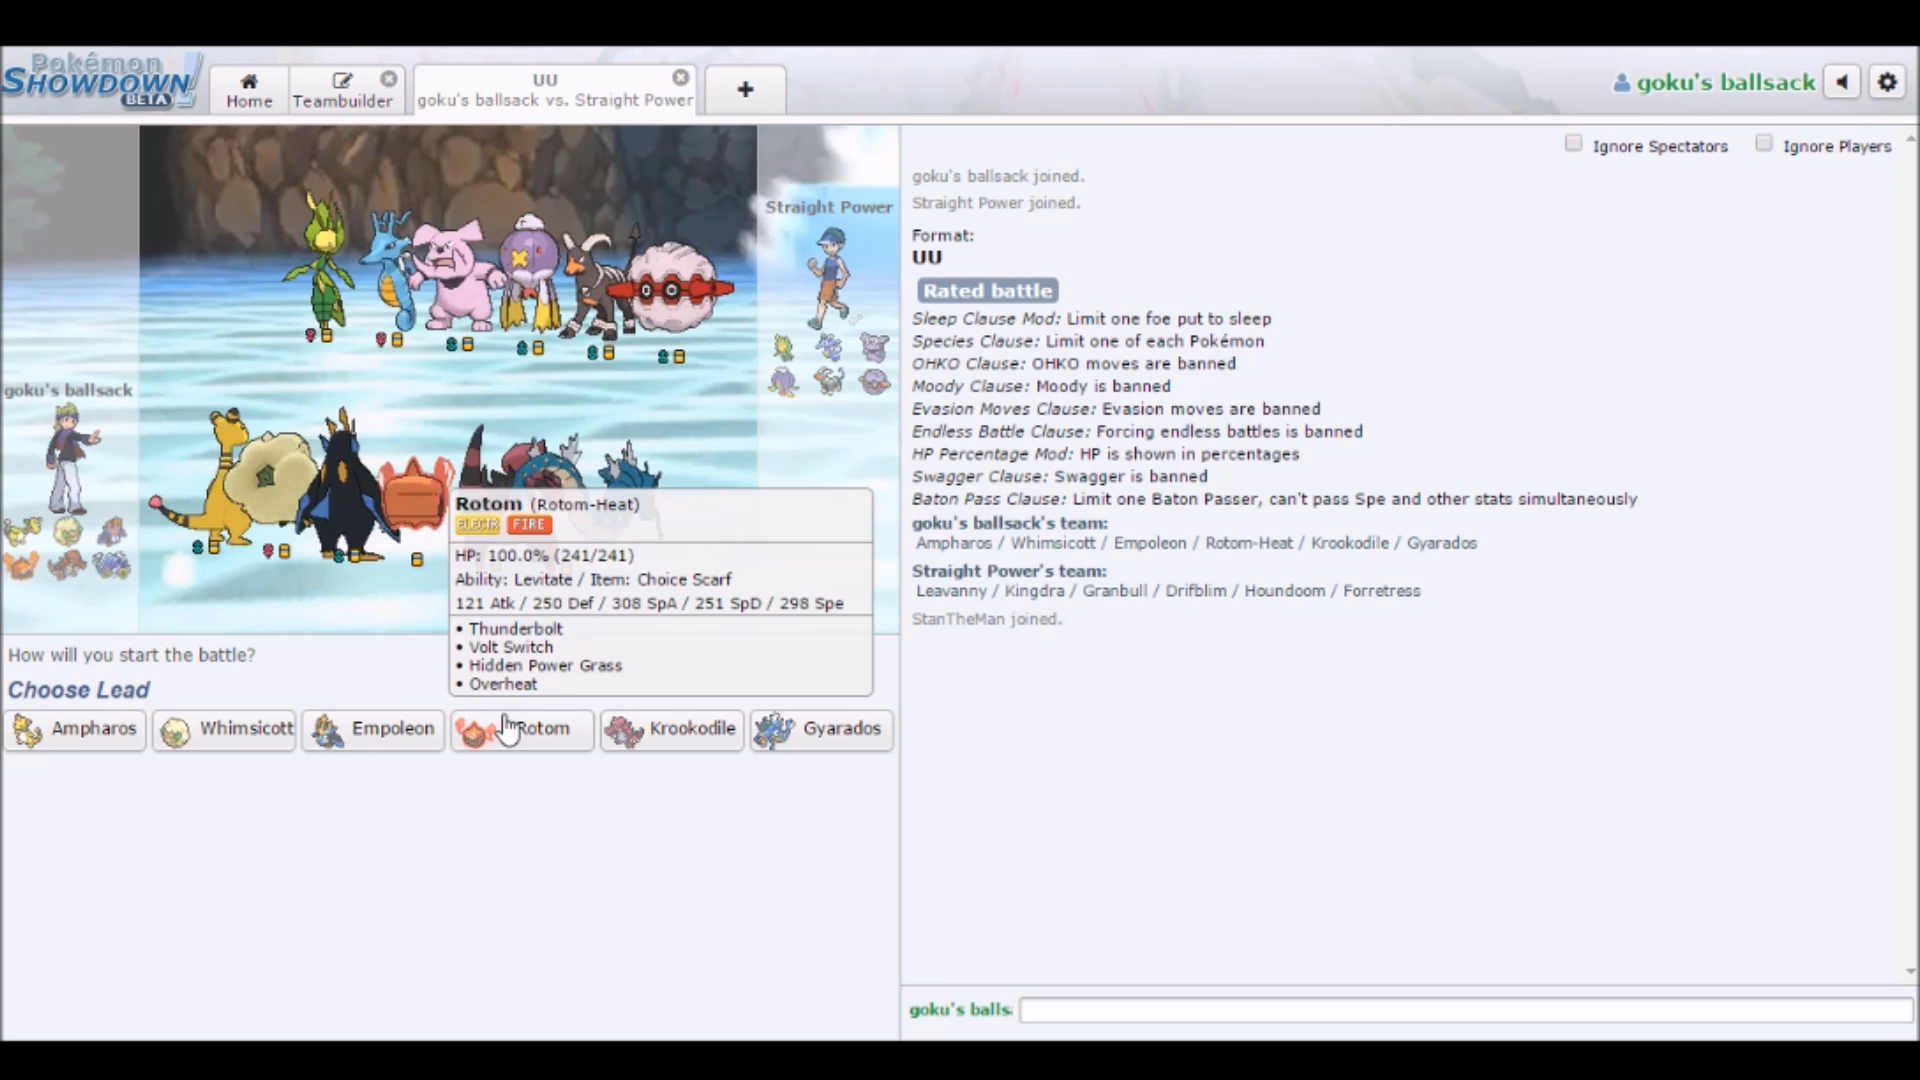 Pokémon
SHOWDOWN!
BETA
Home
Teambuilder
UU
goku's ballsack vs. Straight Power
+
goku's ballsack
Straight Power
goku's ballsack
Rotom (Rotom-Heat)
ELECTR FIRE
HP: 100.0% (241/241)
Ability: Levitate / Item: Choice Scarf
121 Atk / 250 Def / 308 SpA / 251 SpD / 298 Spe
• Thunderbolt
• Volt Switch
• Hidden Power Grass
• Overheat
How will you start the battle?
Choose Lead
Ampharos
Whimsicott
Empoleon
Rotom
Krookodile
Gyarados
Ignore Spectators
Ignore Players
goku's ballsack joined.
Straight Power joined.
Format:
UU
Rated battle
Sleep Clause Mod: Limit one foe put to sleep
Species Clause: Limit one of each Pokémon
OHKO Clause: OHKO moves are banned
Moody Clause: Moody is banned
Evasion Moves Clause: Evasion moves are banned
Endless Battle Clause: Forcing endless battles is banned
HP Percentage Mod: HP is shown in percentages
Swagger Clause: Swagger is banned
Baton Pass Clause: Limit one Baton Passer, can't pass Spe and other stats simultaneously
goku's ballsack's team:
Ampharos / Whimsicott / Empoleon / Rotom-Heat / Krookodile / Gyarados
Straight Power's team:
Leavanny / Kingdra / Granbull / Drifblim / Houndoom / Forretress
StanTheMan joined.
goku's balls